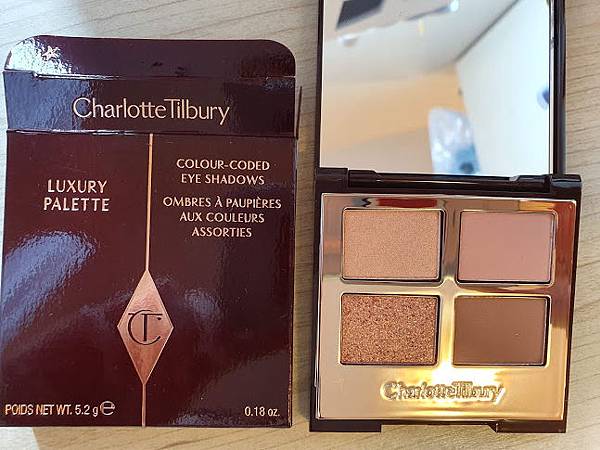 CharlotteTilbury
LUXURY
PALETTE
COLOUR-CODED
EYE SHADOWS
OMBRES À PAUPIÈRES
AUX COULEURS
ASSORTIES
CT
POIDS NET WT. 5.2 g ℮
0.18 oz.
CharlotteTilbury